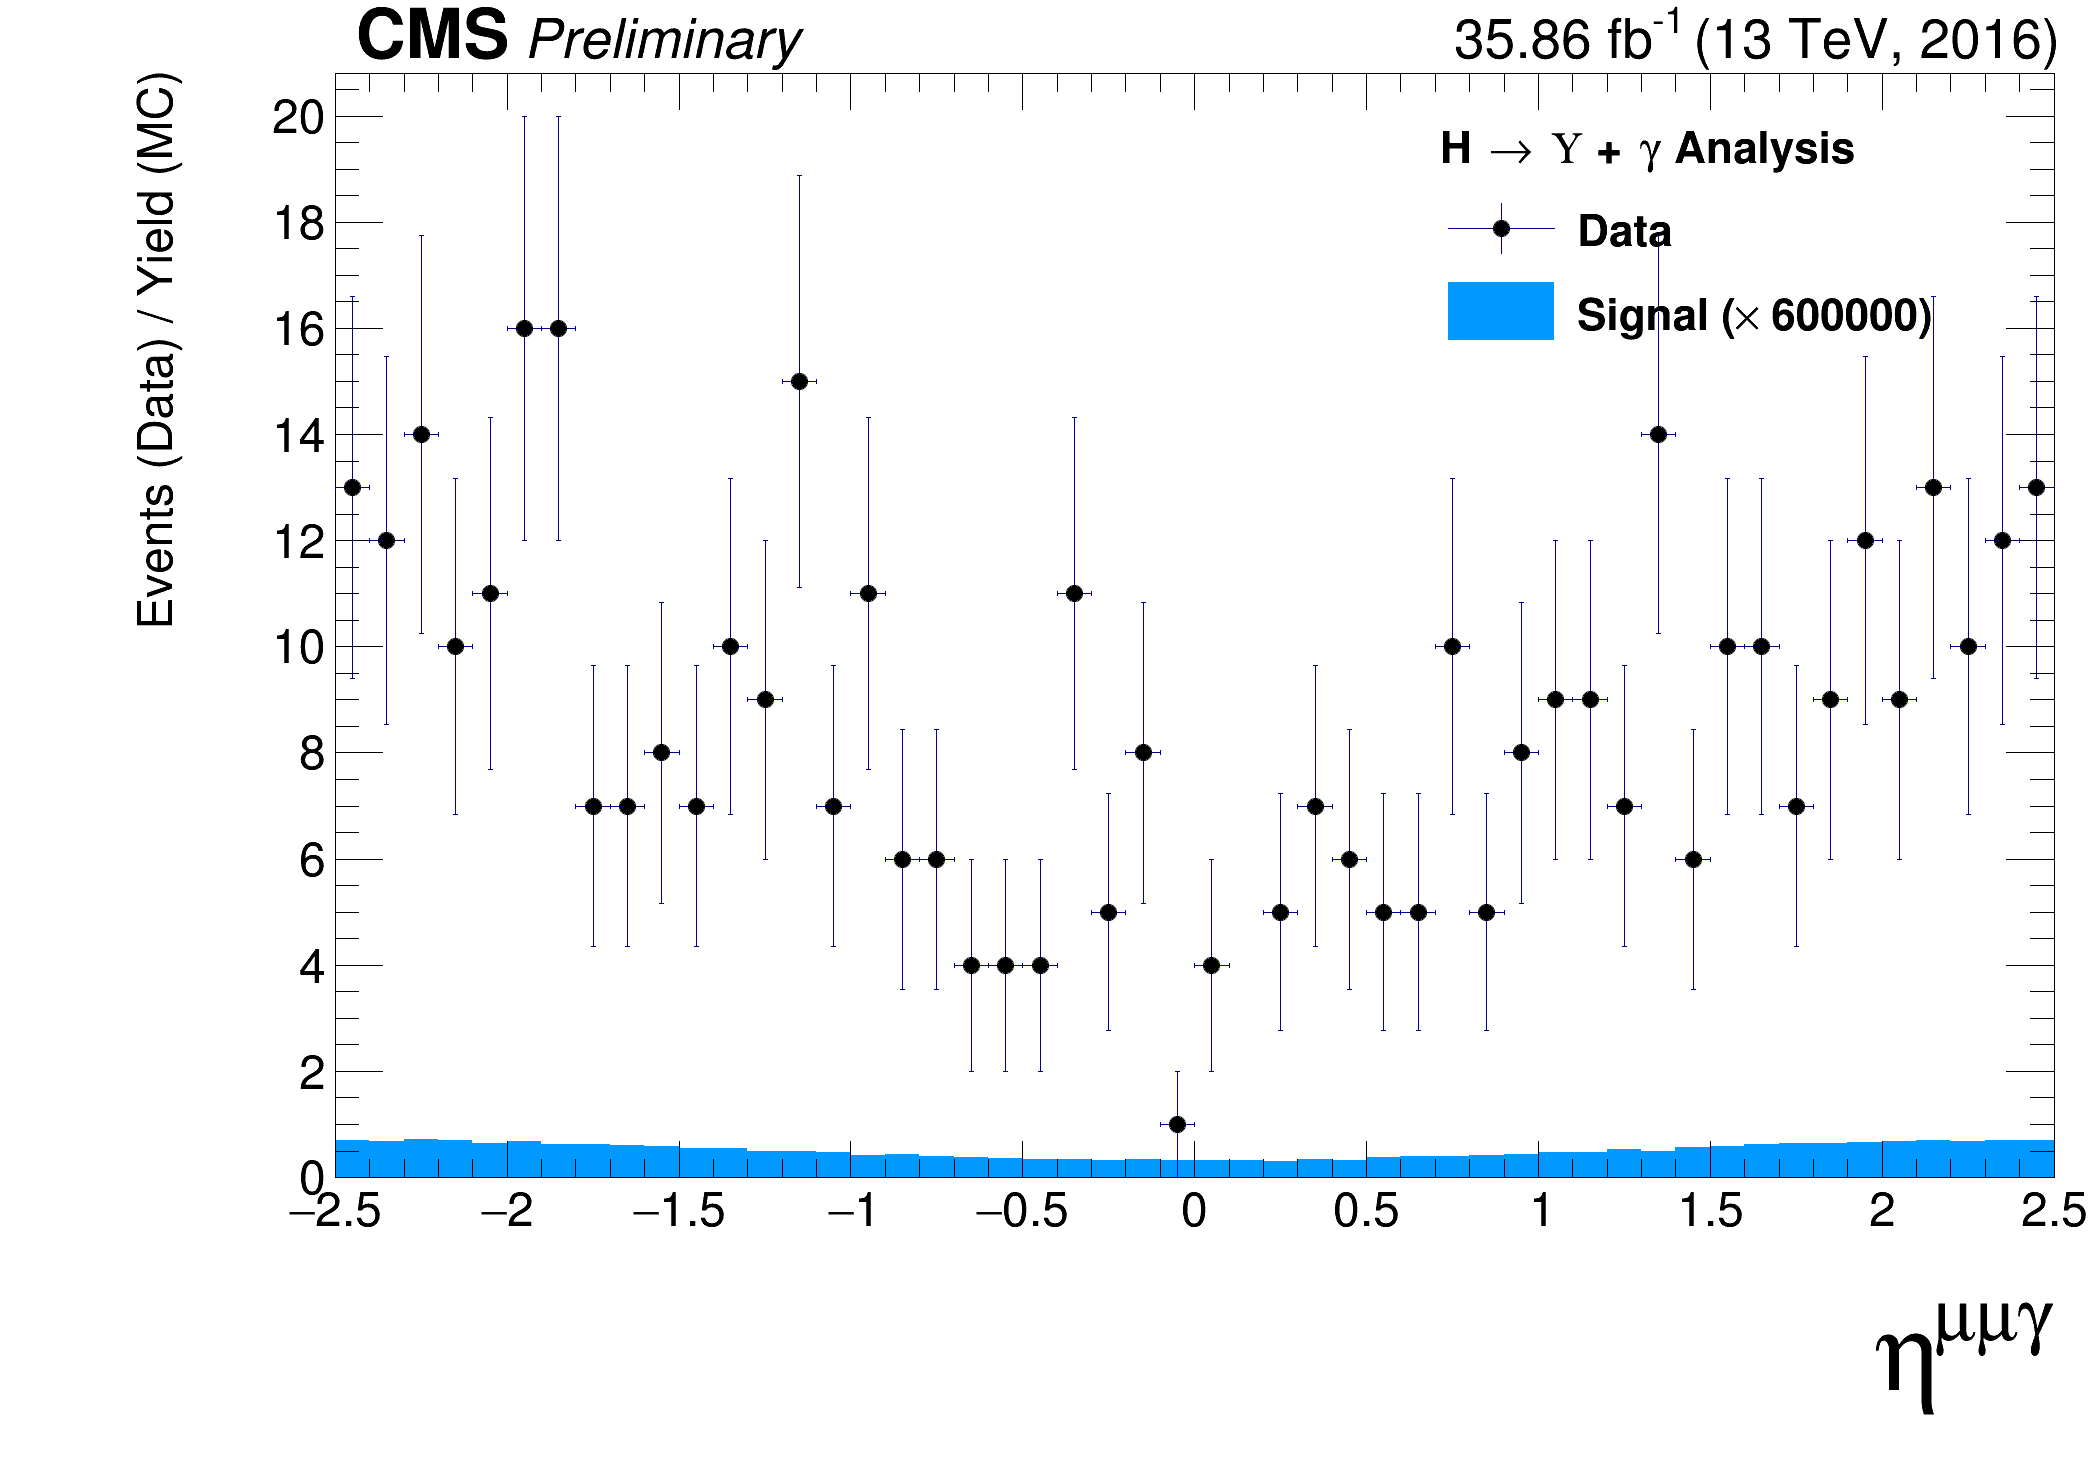 CMS Preliminary
35.86 fb⁻¹ (13 TeV, 2016)
Events (Data) / Yield (MC)
H → Υ + γ Analysis
Data
Signal (× 600000)
20
18
16
14
12
10
8
6
4
2
0
−2.5 −2 −1.5 −1 −0.5 0 0.5 1 1.5 2 2.5
η^μμγ